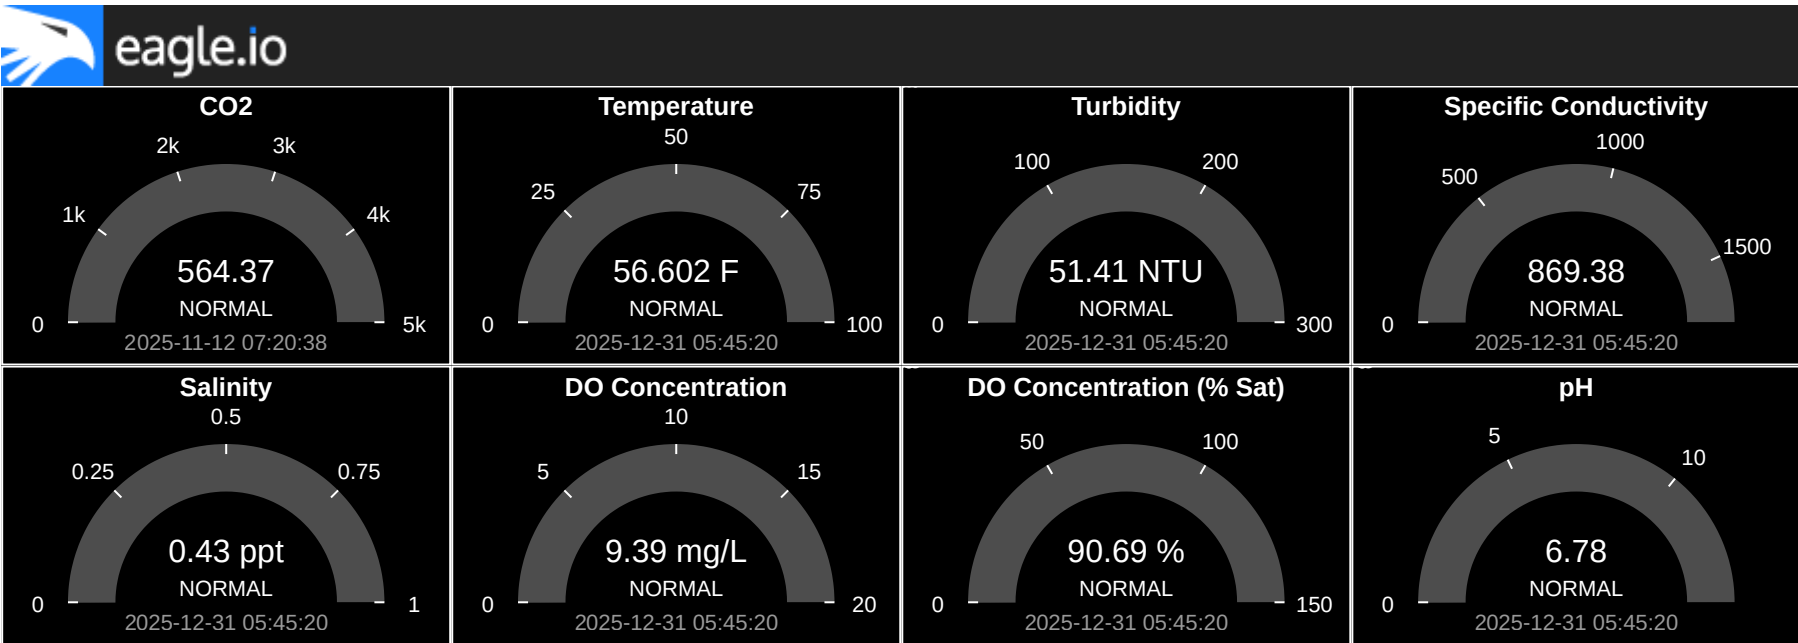 eagle.io
CO2
2k
3k
1k
4k
564.37
NORMAL
0
5k
2025-11-12 07:20:38
Temperature
50
25
75
56.602 F
NORMAL
0
100
2025-12-31 05:45:20
Turbidity
100
200
51.41 NTU
NORMAL
0
300
2025-12-31 05:45:20
Specific Conductivity
1000
500
1500
869.38
NORMAL
0
2025-12-31 05:45:20
Salinity
0.5
0.25
0.75
0.43 ppt
NORMAL
0
1
2025-12-31 05:45:20
DO Concentration
10
5
15
9.39 mg/L
NORMAL
0
20
2025-12-31 05:45:20
DO Concentration (% Sat)
50
100
90.69 %
NORMAL
0
150
2025-12-31 05:45:20
pH
5
10
6.78
NORMAL
0
2025-12-31 05:45:20